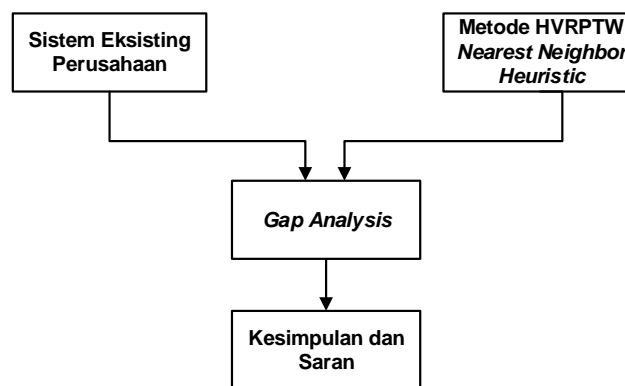 Sistem Eksisting
Perusahaan
Metode HVRPTW
Nearest Neighbor
Heuristic
Gap Analysis
Kesimpulan dan
Saran